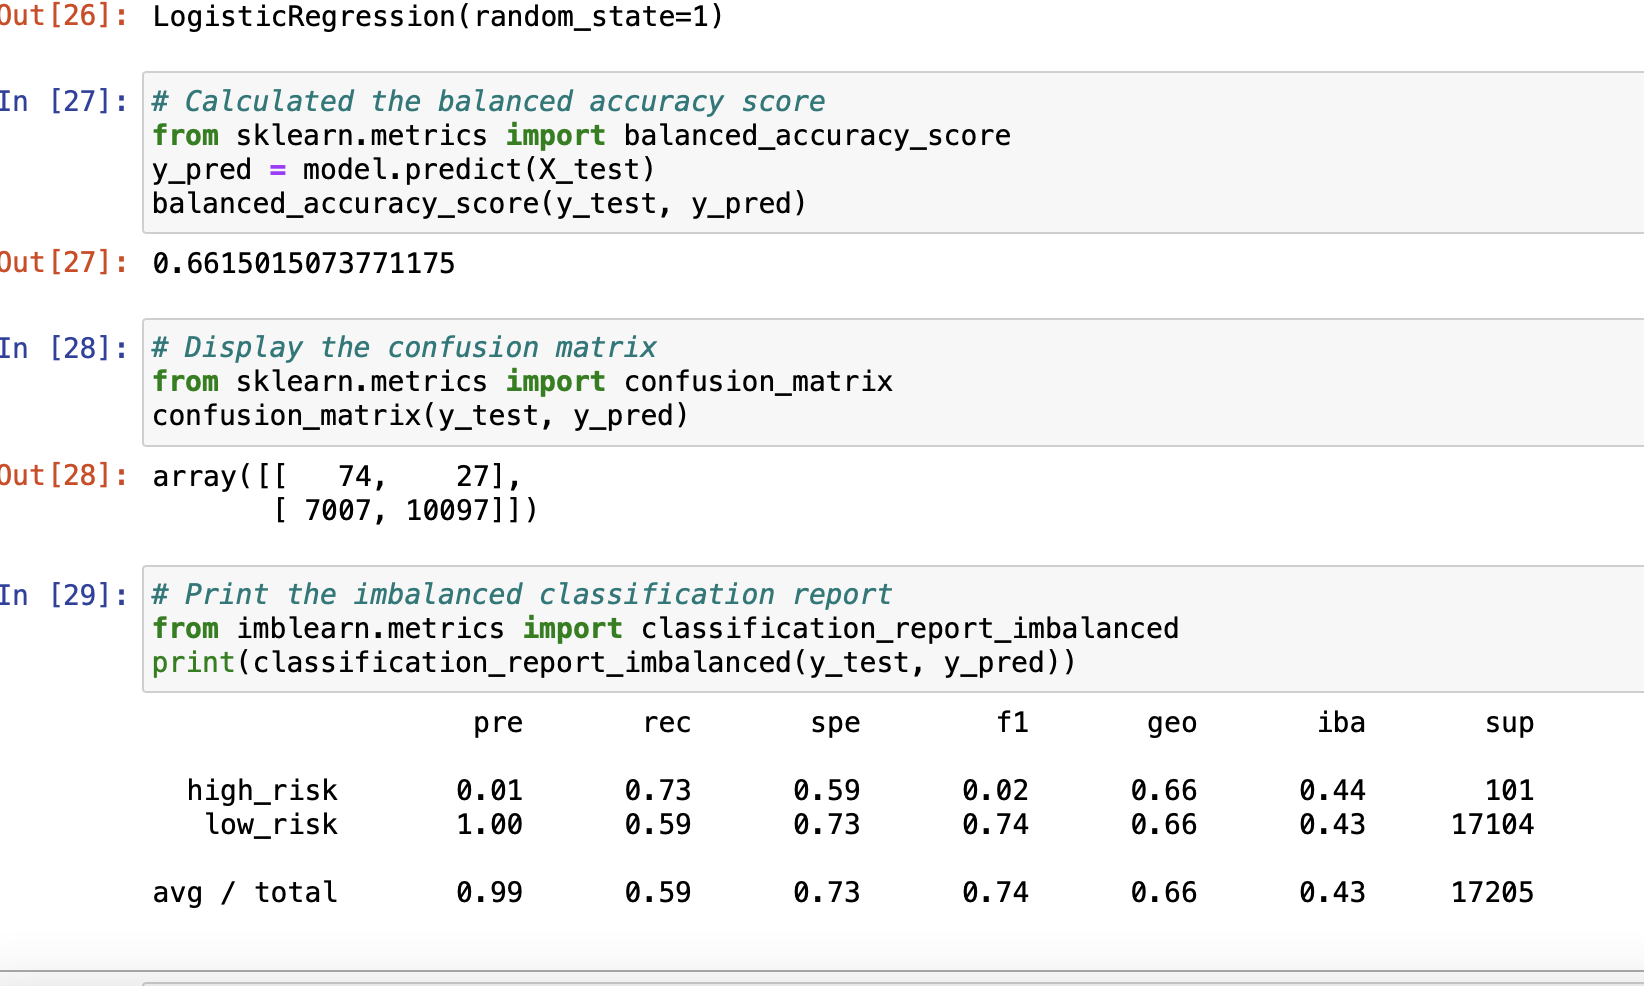 Out[26]: LogisticRegression(random_state=1)
In [27]: # Calculated the balanced accuracy score
from sklearn.metrics import balanced_accuracy_score
y_pred = model.predict(X_test)
balanced_accuracy_score(y_test, y_pred)
Out[27]: 0.6615015073771175
In [28]: # Display the confusion matrix
from sklearn.metrics import confusion_matrix
confusion_matrix(y_test, y_pred)
Out[28]: array([[   74,    27],
       [ 7007, 10097]])
In [29]: # Print the imbalanced classification report
from imblearn.metrics import classification_report_imbalanced
print(classification_report_imbalanced(y_test, y_pred))
pre rec spe f1 geo iba sup
high_risk 0.01 0.73 0.59 0.02 0.66 0.44 101
low_risk 1.00 0.59 0.73 0.74 0.66 0.43 17104
avg / total 0.99 0.59 0.73 0.74 0.66 0.43 17205